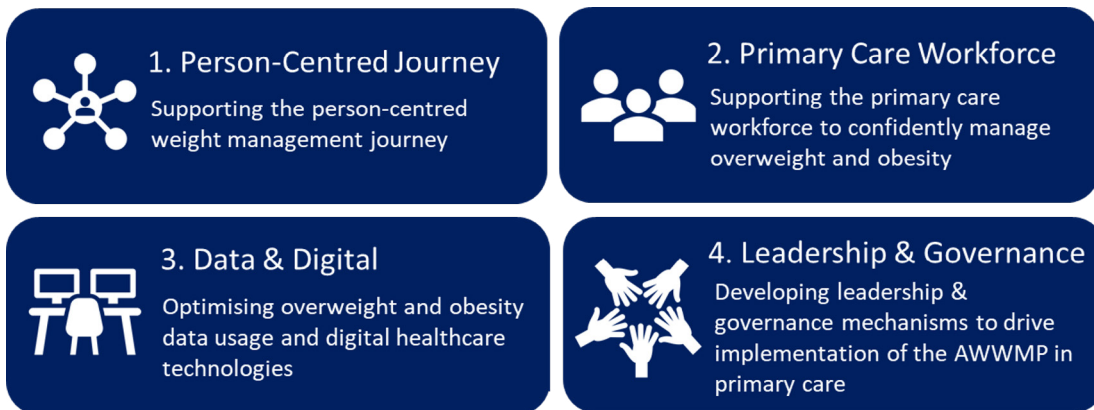 1. Person-Centred Journey
Supporting the person-centred
weight management journey
2. Primary Care Workforce
Supporting the primary care
workforce to confidently manage
overweight and obesity
3. Data & Digital
Optimising overweight and obesity
data usage and digital healthcare
technologies
4. Leadership & Governance
Developing leadership &
governance mechanisms to drive
implementation of the AWWMP in
primary care